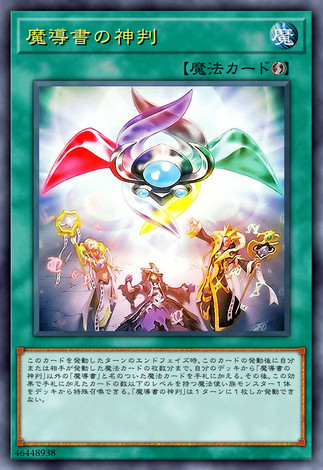 魔導書の神判
魔
【魔法カード】
このカードを発動したターンのエンドフェイズ時、このカードの発動後に自分
または相手が発動した魔法カードの枚数分まで、自分のデッキから「魔導書の
神判」以外の「魔導書」と名のついた魔法カードを手札に加える。その後、この効
果で手札に加えたカードの数以下のレベルを持つ魔法使い族モンスター1体
をデッキから特殊召喚できる。「魔導書の神判」は1ターンに1枚しか発動でき
ない。
46448938